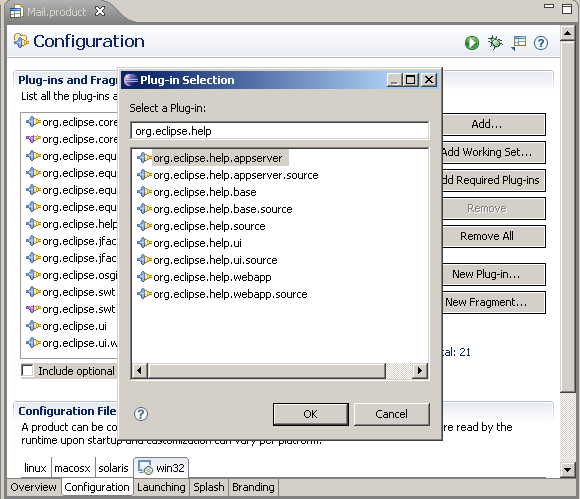 Mail.product
Configuration
Plug-ins and Frag
List all the plug-ins a
org.eclipse.core
org.eclipse.core
org.eclipse.equ
org.eclipse.equ
org.eclipse.equ
org.eclipse.equ
org.eclipse.help
org.eclipse.jfac
org.eclipse.jfac
org.eclipse.osgi
org.eclipse.swt
org.eclipse.swt
org.eclipse.ui
org.eclipse.ui.w
Include optional
Plug-in Selection
Select a Plug-in:
org.eclipse.help
org.eclipse.help.appserver
org.eclipse.help.appserver.source
org.eclipse.help.base
org.eclipse.help.base.source
org.eclipse.help.source
org.eclipse.help.ui
org.eclipse.help.ui.source
org.eclipse.help.webapp
org.eclipse.help.webapp.source
OK
Cancel
Add...
Add Working Set...
dd Required Plug-ins
Remove
Remove All
New Plug-in...
New Fragment...
tal: 21
Configuration File
A product can be co
re read by the
runtime upon startup and customization can vary per platform.
linux macosx solaris win32
Overview Configuration Launching Splash Branding